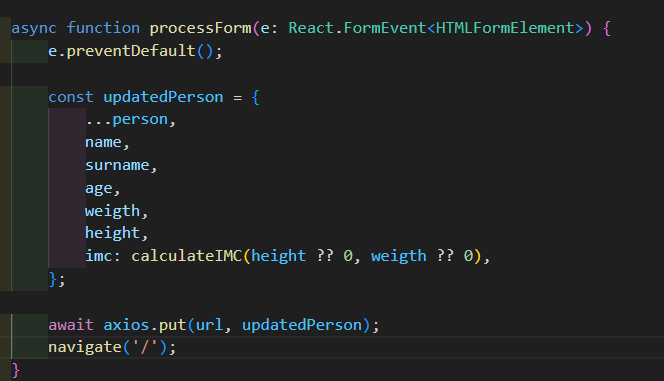 async function processForm(e: React.FormEvent<HTMLFormElement>) {
e.preventDefault();
const updatedPerson = {
...person,
name,
surname,
age,
weigth,
height,
imc: calculateIMC(height ?? 0, weigth ?? 0),
};
await axios.put(url, updatedPerson);
navigate('/');
}